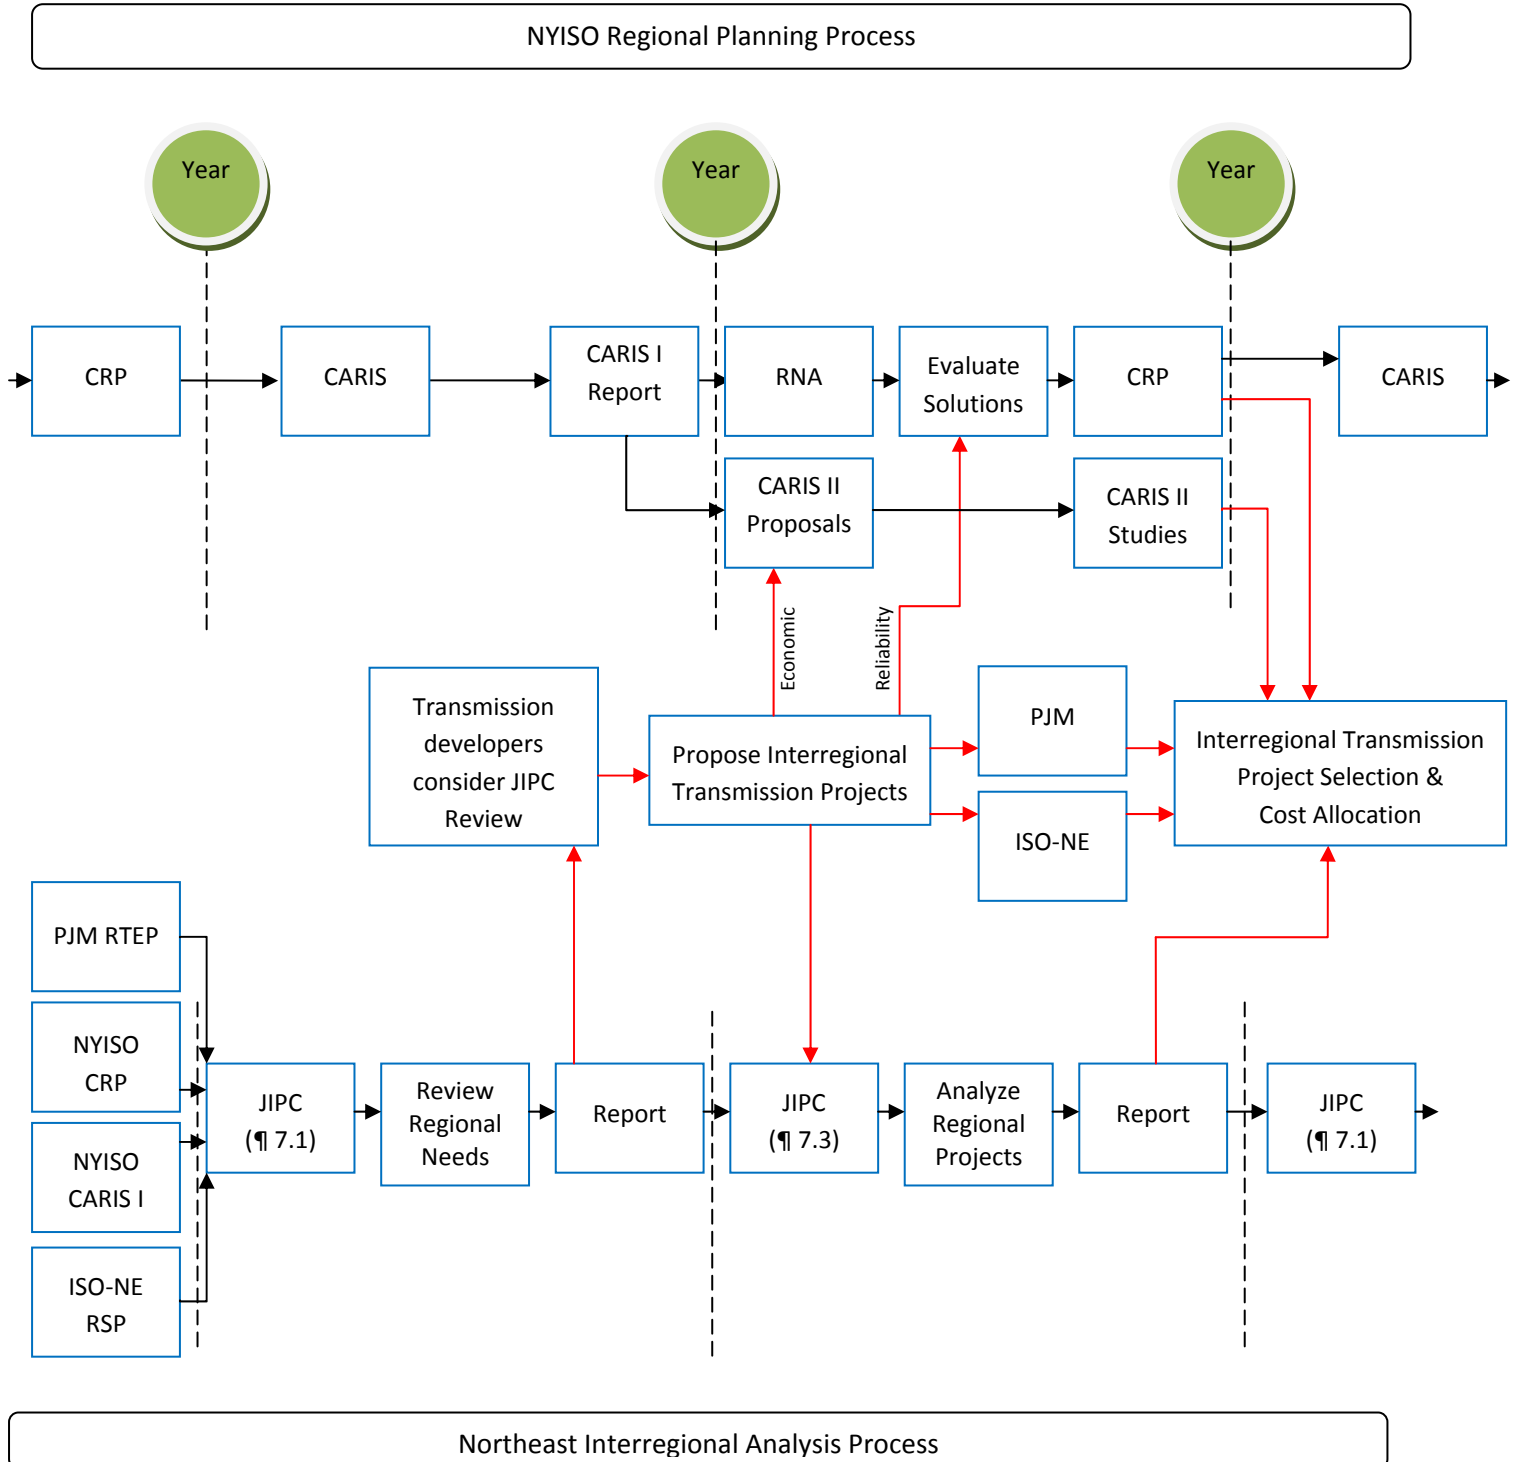 NYISO Regional Planning Process
Year
Year
Year
CRP
CARIS
CARIS I
Report
RNA
Evaluate
Solutions
CRP
CARIS
CARIS II
Proposals
CARIS II
Studies
Economic
Reliability
Transmission
developers
consider JIPC
Review
Propose Interregional
Transmission Projects
PJM
ISO-NE
Interregional Transmission
Project Selection &
Cost Allocation
PJM RTEP
NYISO
CRP
NYISO
CARIS I
ISO-NE
RSP
JIPC
(¶ 7.1)
Review
Regional
Needs
Report
JIPC
(¶ 7.3)
Analyze
Regional
Projects
Report
JIPC
(¶ 7.1)
Northeast Interregional Analysis Process